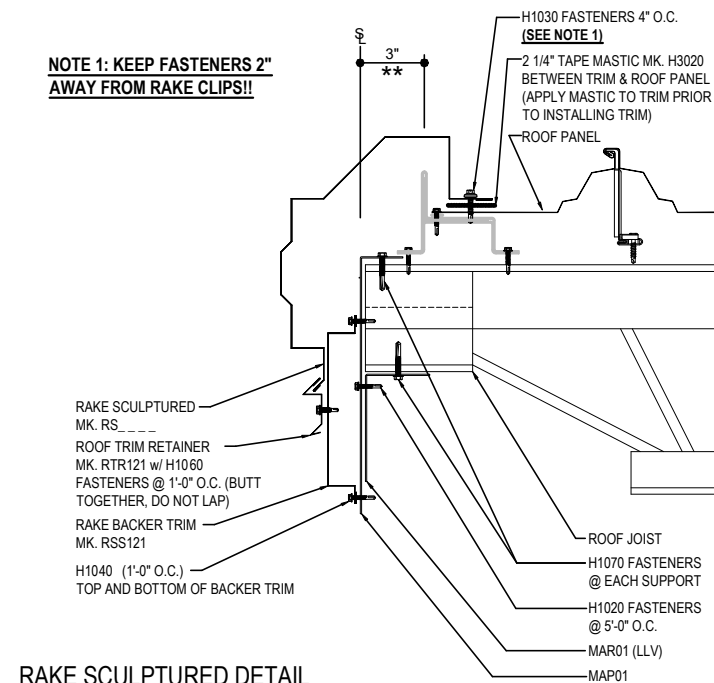 NOTE 1: KEEP FASTENERS 2"
AWAY FROM RAKE CLIPS!!
3"
**
H1030 FASTENERS 4" O.C.
(SEE NOTE 1)
2 1/4" TAPE MASTIC MK. H3020
BETWEEN TRIM & ROOF PANEL
(APPLY MASTIC TO TRIM PRIOR
TO INSTALLING TRIM)
ROOF PANEL
RAKE SCULPTURED
MK. RS_ _ _ _
ROOF TRIM RETAINER
MK. RTR121 w/ H1060
FASTENERS @ 1'-0" O.C. (BUTT
TOGETHER, DO NOT LAP)
RAKE BACKER TRIM
MK. RSS121
H1040 (1'-0" O.C.)
TOP AND BOTTOM OF BACKER TRIM
ROOF JOIST
H1070 FASTENERS
@ EACH SUPPORT
H1020 FASTENERS
@ 5'-0" O.C.
MAR01 (LLV)
MAP01
RAKE SCULPTURED DETAIL